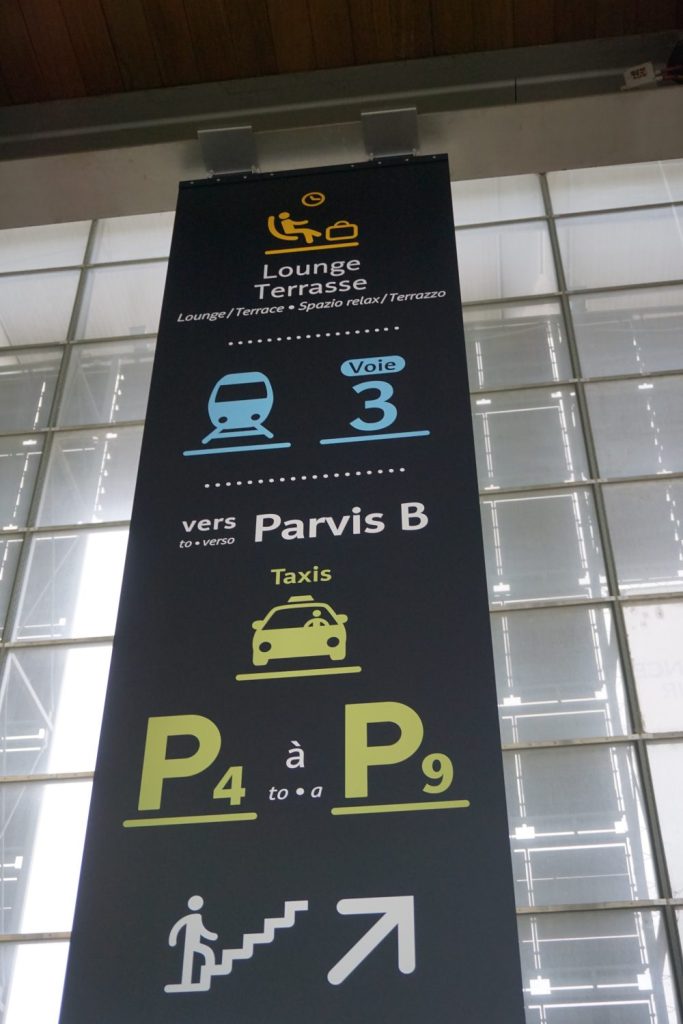 Lounge
Terrasse
Lounge/Terrace • Spazio relax/Terrazzo
Voie
3
vers Parvis B
to • verso
Taxis
P4 à P9
to • a